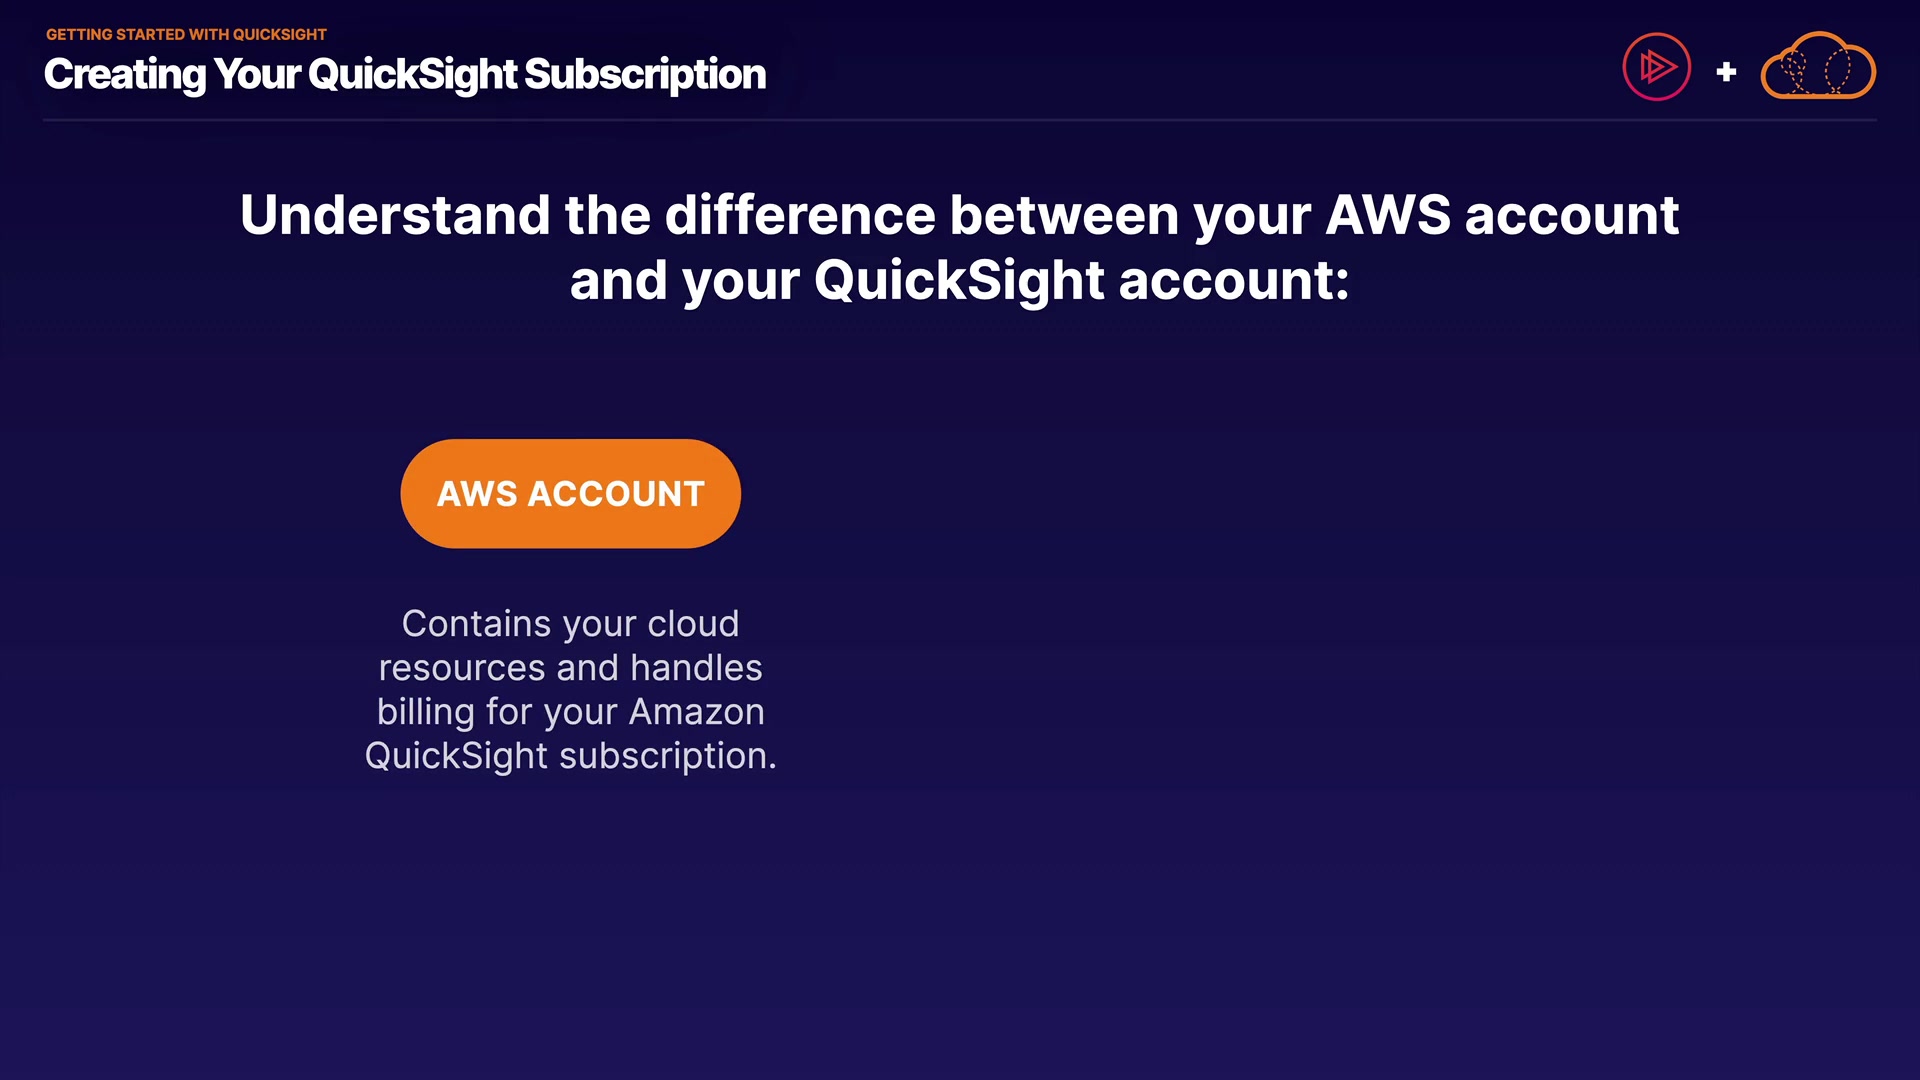 GETTING STARTED WITH QUICKSIGHT
Creating Your QuickSight Subscription
+
Understand the difference between your AWS account
and your QuickSight account:
AWS ACCOUNT
Contains your cloud
resources and handles
billing for your Amazon
QuickSight subscription.